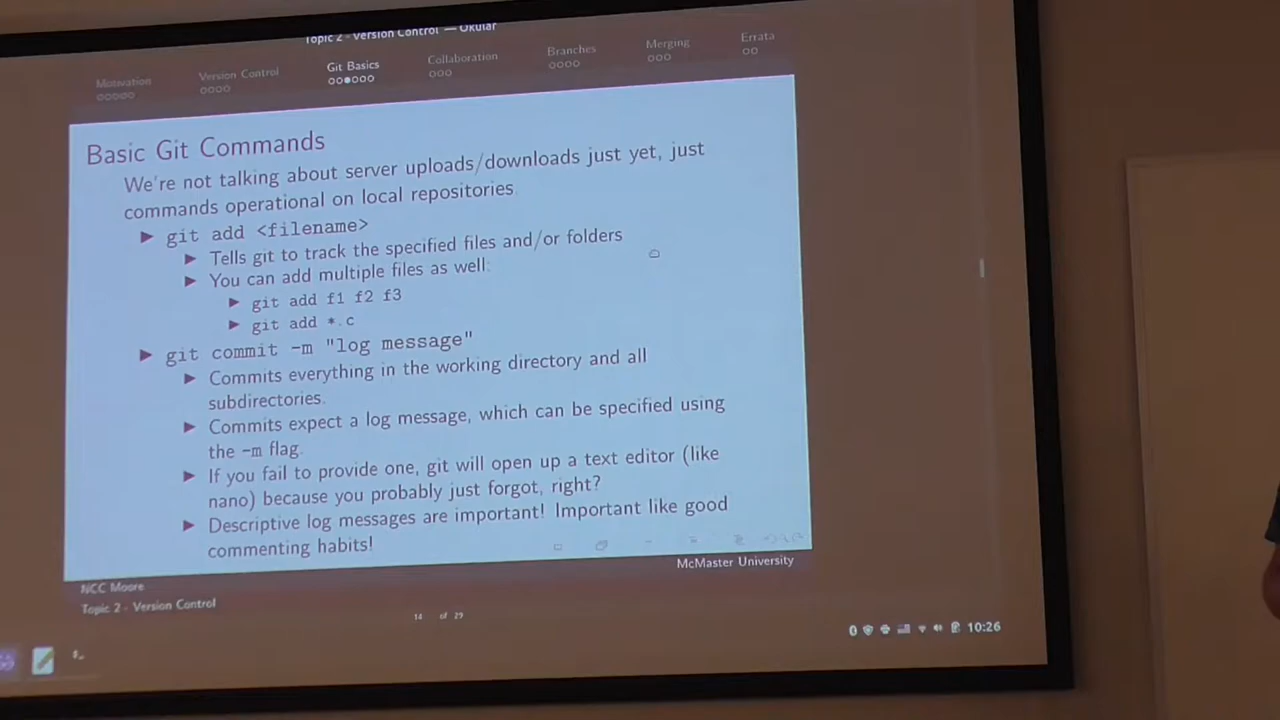 Topic 2 - Version Control — Okular
Motivation
Version Control
Git Basics
Collaboration
Branches
Merging
Errata
Basic Git Commands
We're not talking about server uploads/downloads just yet, just
commands operational on local repositories
git add <filename>
Tells git to track the specified files and/or folders
You can add multiple files as well:
git add f1 f2 f3
git add *.c
git commit -m "log message"
Commits everything in the working directory and all
subdirectories.
Commits expect a log message, which can be specified using
the -m flag.
If you fail to provide one, git will open up a text editor (like
nano) because you probably just forgot, right?
Descriptive log messages are important! Important like good
commenting habits!
NCC Moore
McMaster University
Topic 2 - Version Control
14 of 29
10:26